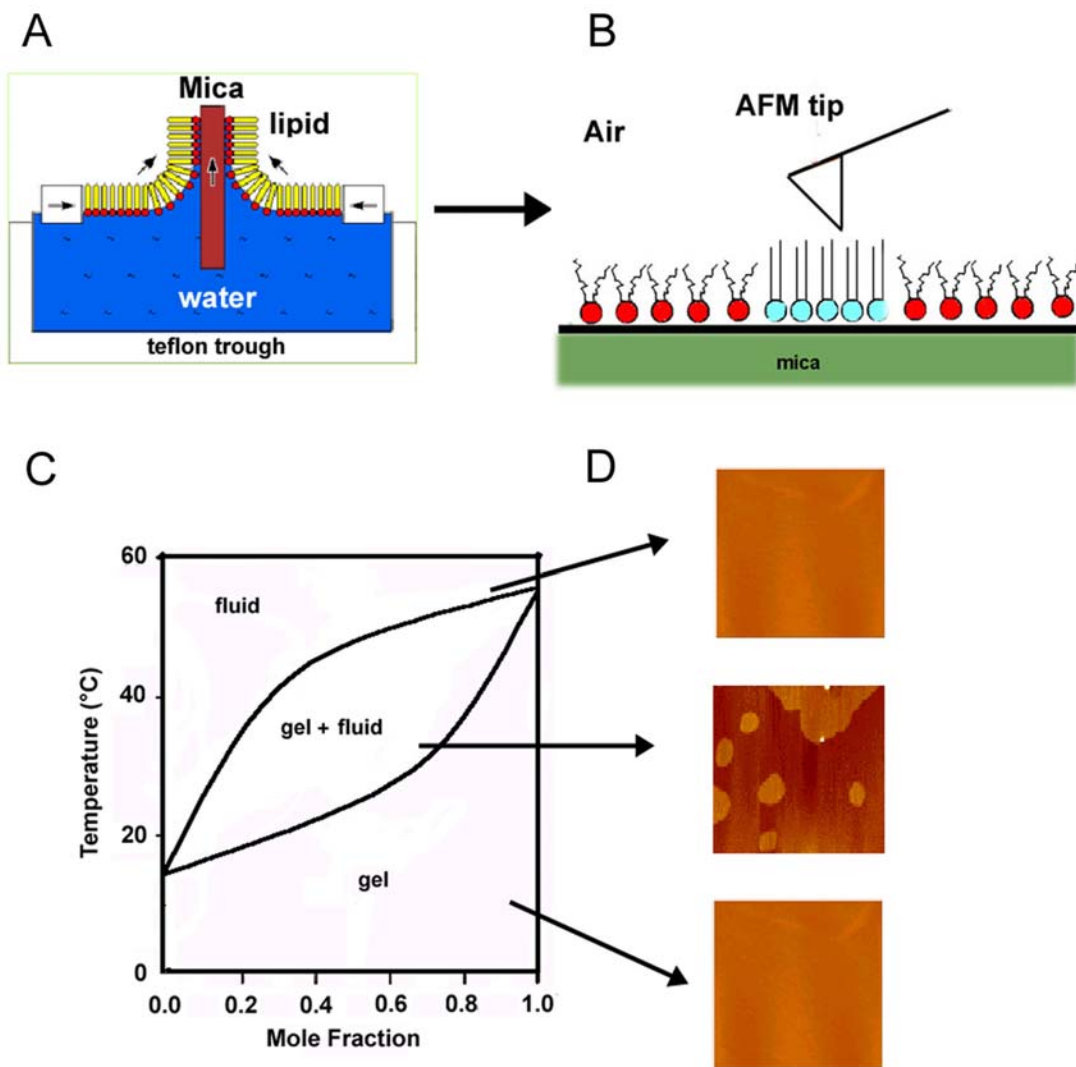 A
Mica
lipid
water
teflon trough
B
AFM tip
Air
mica
C
60
40
20
0
Temperature (°C)
fluid
gel + fluid
gel
0.0 0.2 0.4 0.6 0.8 1.0
Mole Fraction
D